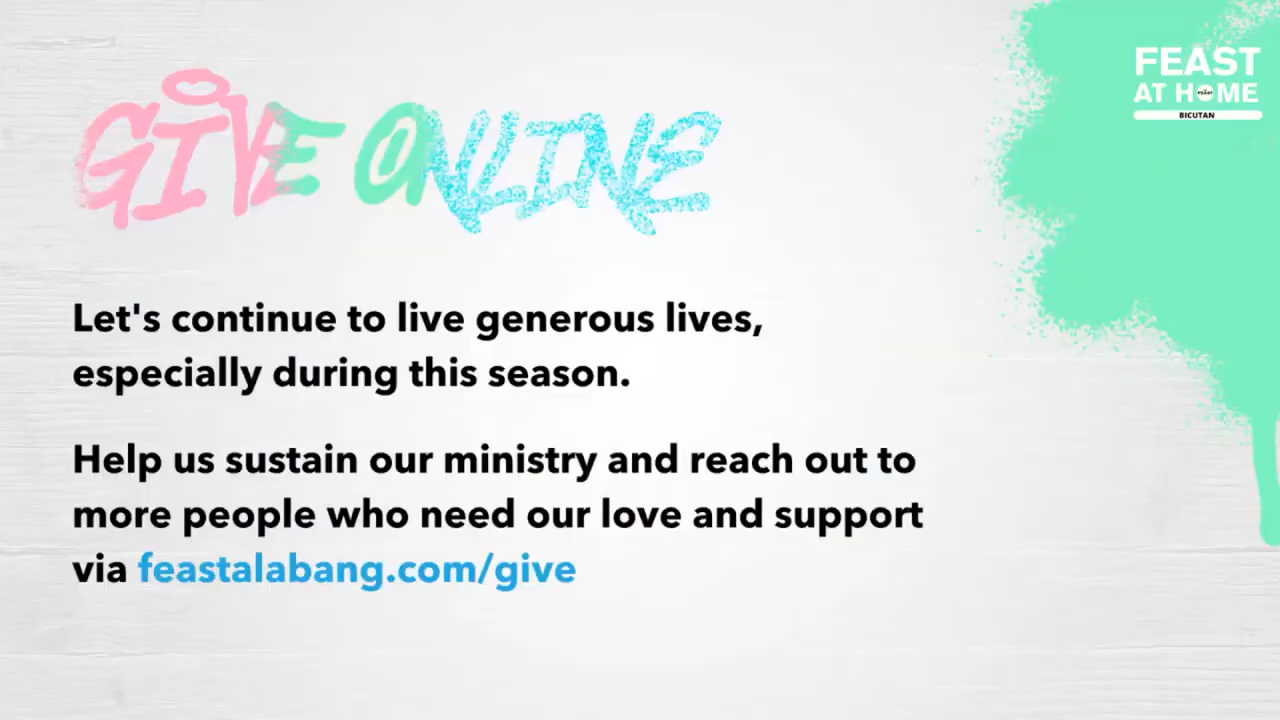 GIVE ONLINE
FEAST
AT HOME
FEAST
BICUTAN
Let's continue to live generous lives,
especially during this season.
Help us sustain our ministry and reach out to
more people who need our love and support
via feastalabang.com/give